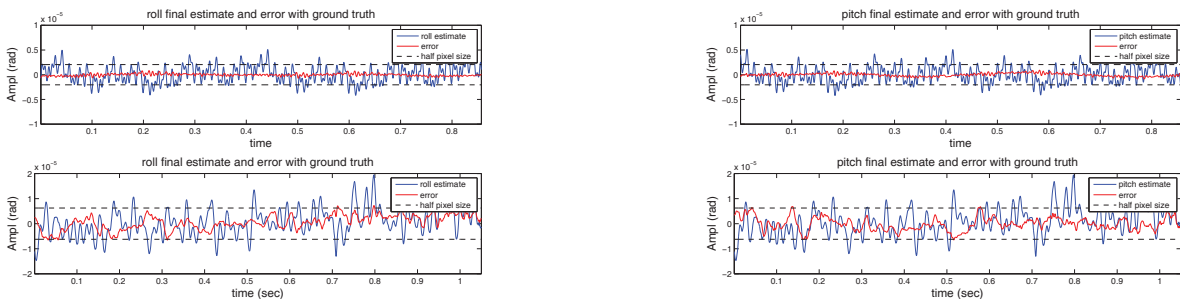 roll final estimate and error with ground truth
x 10⁻⁵
1
0.5
0
−0.5
−1
Ampl (rad)
roll estimate
error
half pixel size
0.1 0.2 0.3 0.4 0.5 0.6 0.7 0.8
time
pitch final estimate and error with ground truth
x 10⁻⁵
1
0.5
0
−0.5
−1
Ampl (rad)
pitch estimate
error
half pixel size
0.1 0.2 0.3 0.4 0.5 0.6 0.7 0.8
time
roll final estimate and error with ground truth
x 10⁻⁵
2
1
0
−1
−2
Ampl (rad)
roll estimate
error
half pixel size
0.1 0.2 0.3 0.4 0.5 0.6 0.7 0.8 0.9 1
time (sec)
pitch final estimate and error with ground truth
x 10⁻⁵
2
1
0
−1
−2
Ampl (rad)
pitch estimate
error
half pixel size
0.1 0.2 0.3 0.4 0.5 0.6 0.7 0.8 0.9 1
time (sec)